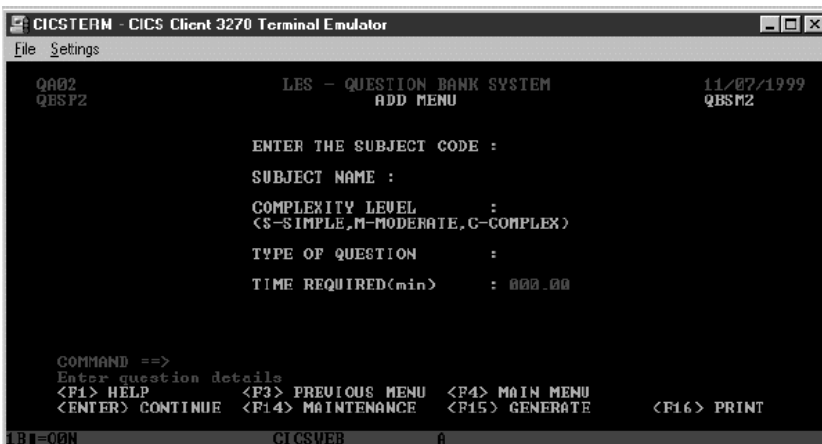 CICSTERM - CICS Client 3270 Terminal Emulator
File Settings
QA02 LES - QUESTION BANK SYSTEM 11/07/1999
QBSP2 ADD MENU QBSM2
ENTER THE SUBJECT CODE :
SUBJECT NAME :
COMPLEXITY LEVEL :
(S-SIMPLE,M-MODERATE,C-COMPLEX)
TYPE OF QUESTION :
TIME REQUIRED(min) : 000.00
COMMAND ==>
Enter question details
<F1> HELP <F3> PREVIOUS MENU <F4> MAIN MENU
<ENTER> CONTINUE <F14> MAINTENANCE <F15> GENERATE <F16> PRINT
CICSWEB A